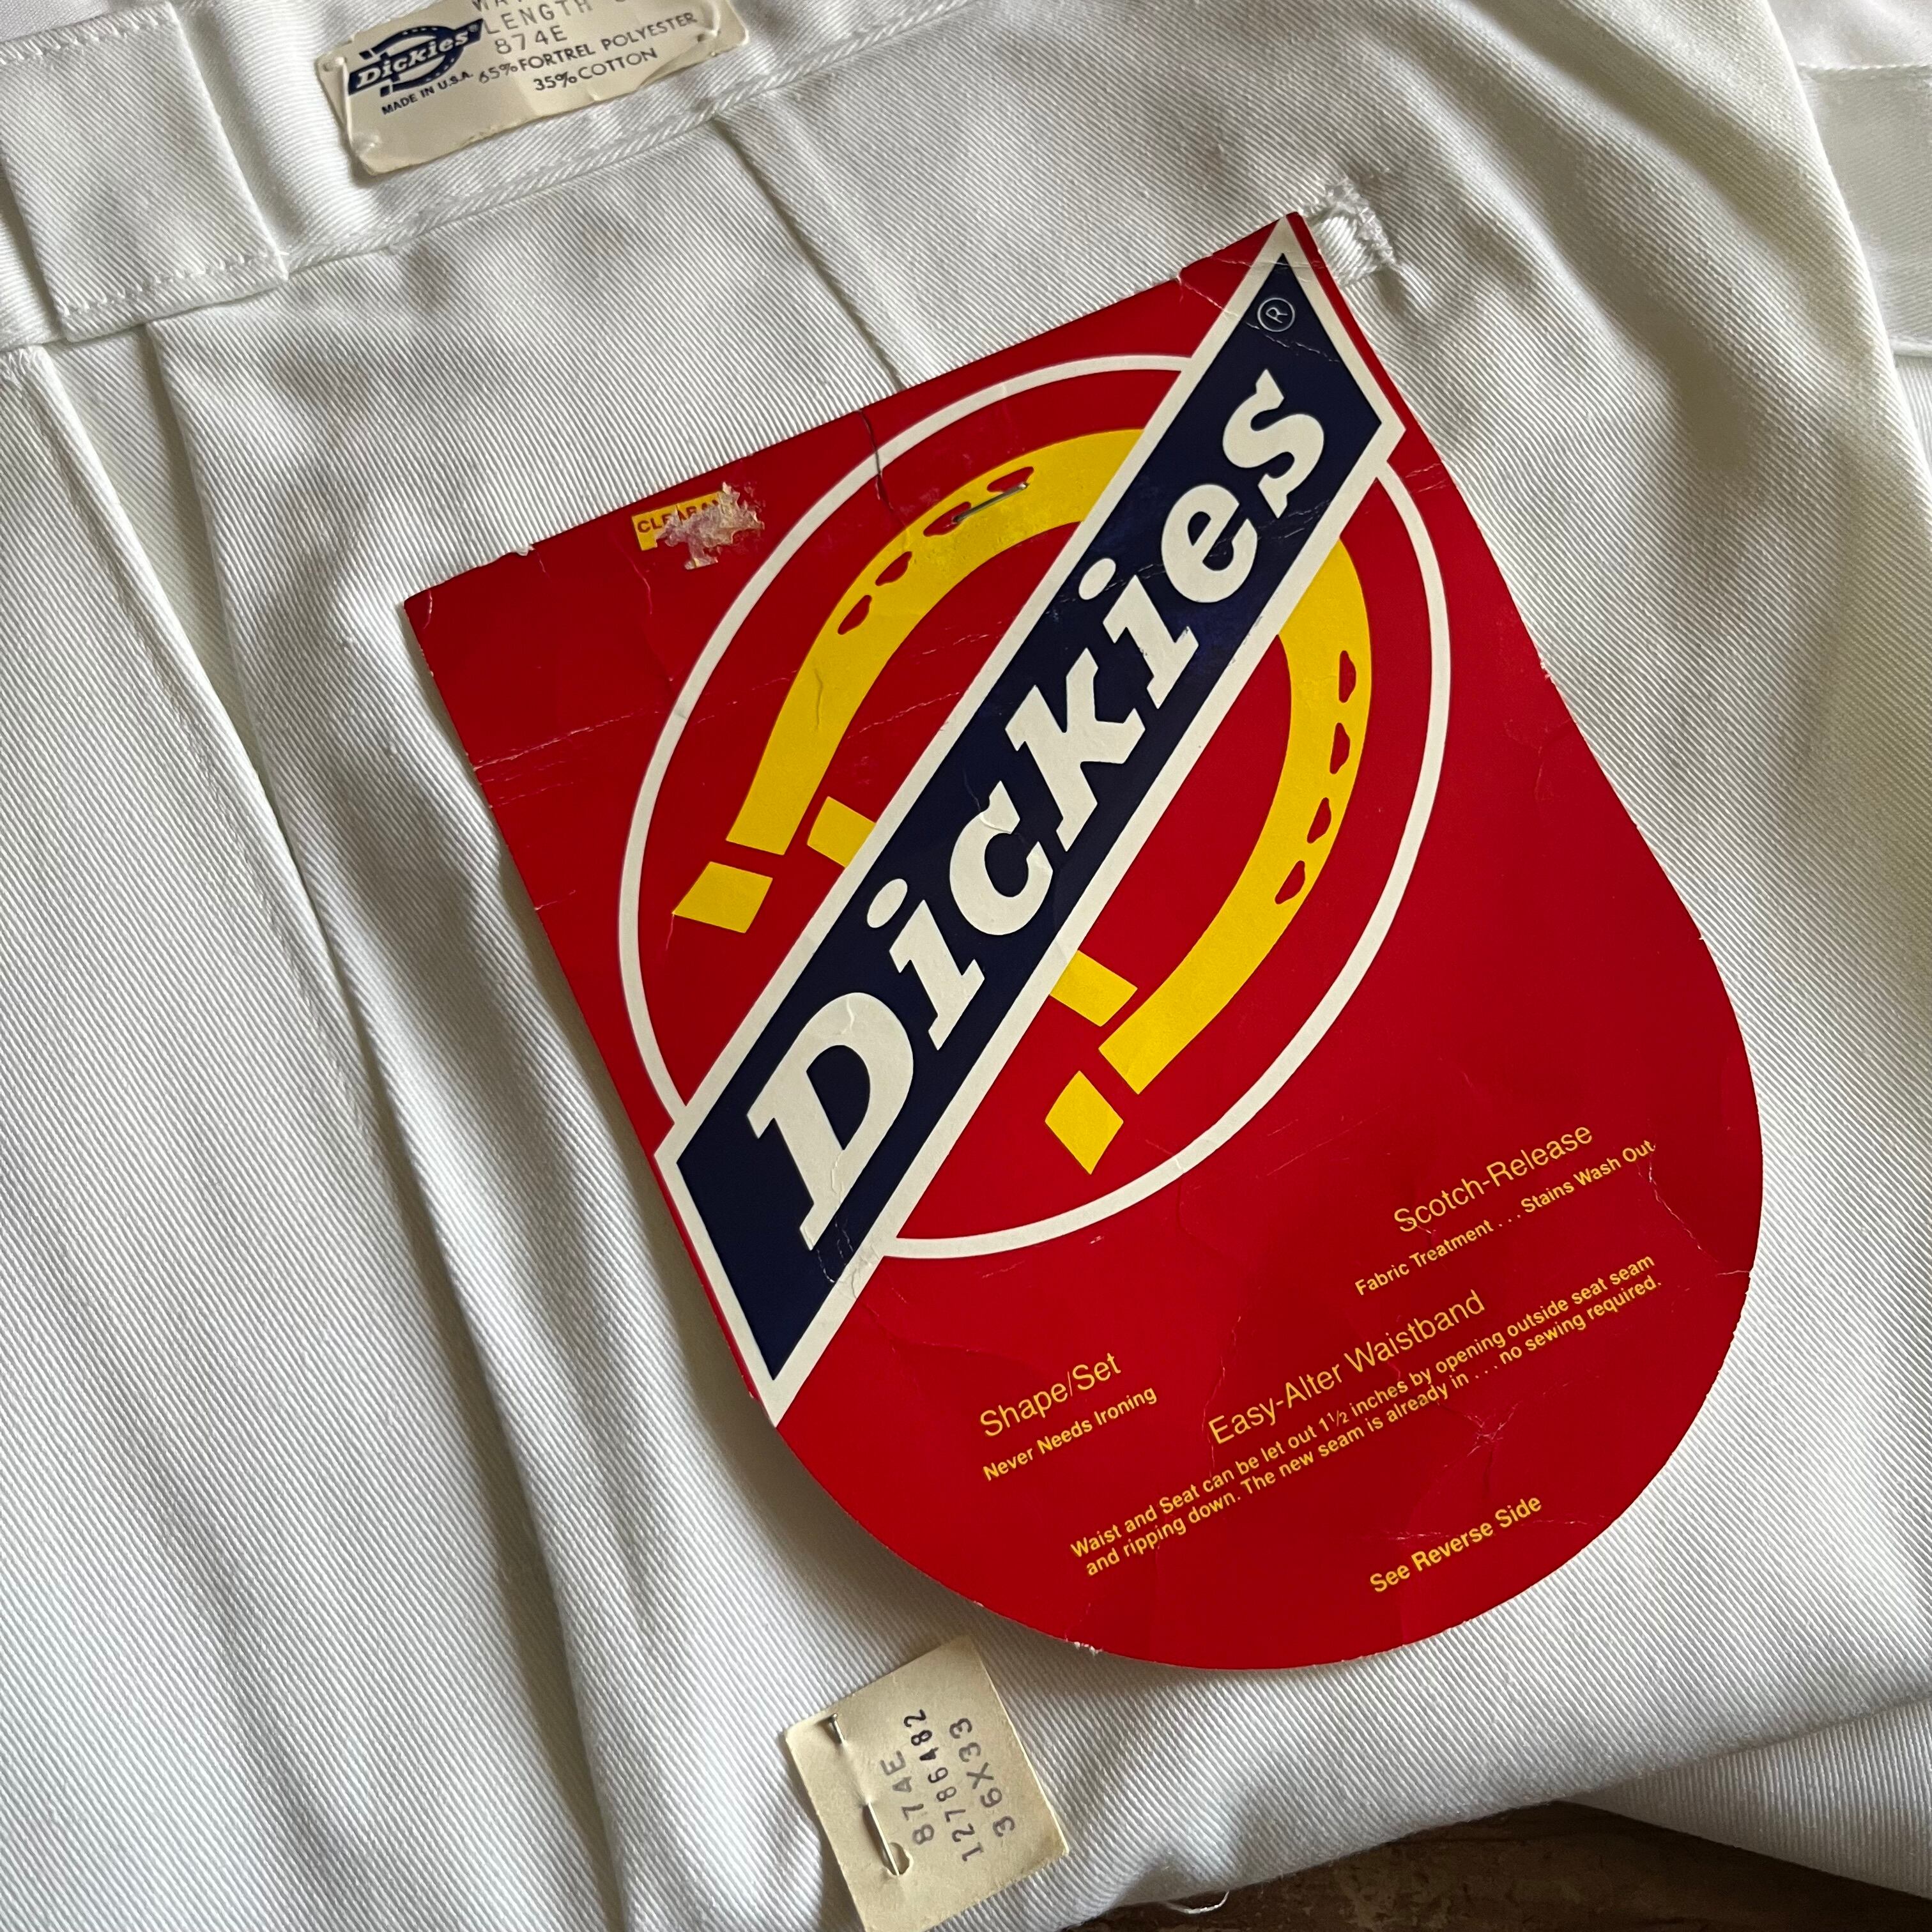 LENGTH
874E
Dickies
MADE IN U.S.A.
65% FORTREL POLYESTER
35% COTTON
CLEARAN
Dickies®
Scotch-Release
Fabric Treatment . . . Stains Wash Out.
Shape/Set
Never Needs Ironing
Easy-Alter Waistband
Waist and Seat can be let out 1½ inches by opening outside seat seam
and ripping down. The new seam is already in . . . no sewing required.
See Reverse Side
874E
12786482
36X33